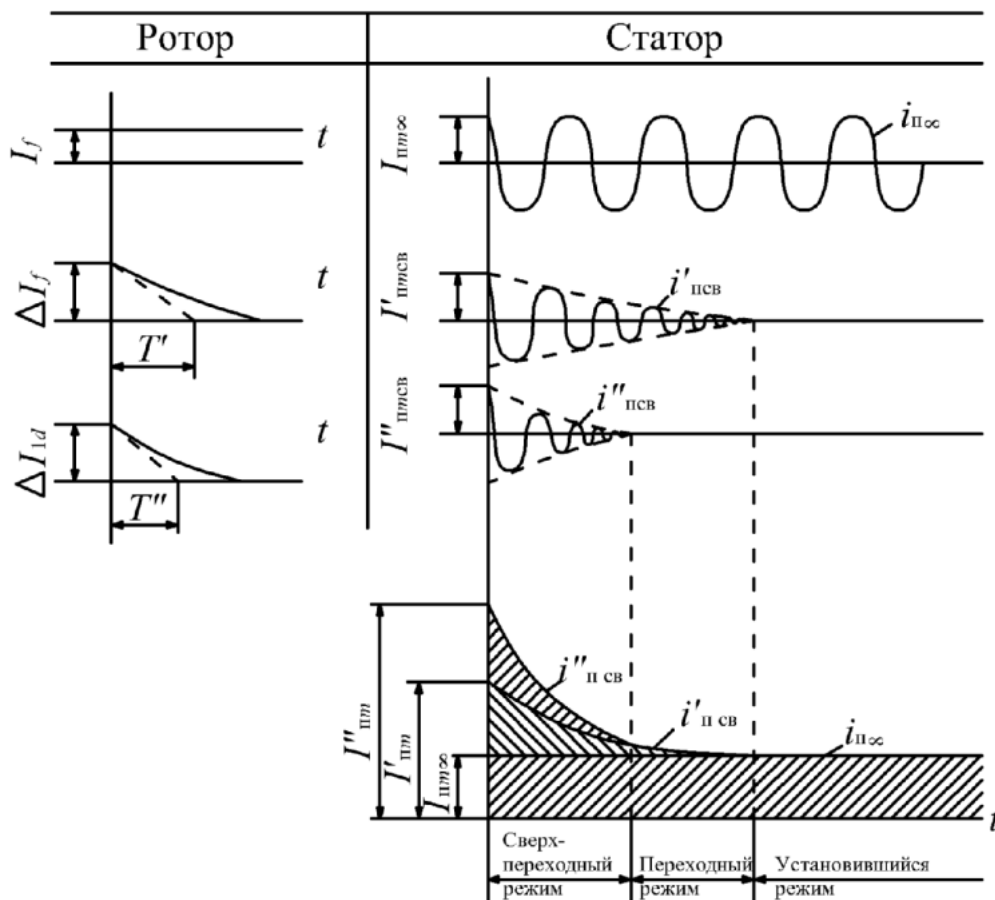 Ротор
Статор
I_f
t
I_пm∞
i_п∞
ΔI_f
t
T'
I'_пmсв
i'_псв
ΔI_1d
t
T''
I''_пmсв
i''_псв
I''_пm
I'_пm
I_пm∞
i''_п св
i'_п св
i_п∞
t
Сверх-
переходный
режим
Переходный
режим
Установившийся
режим